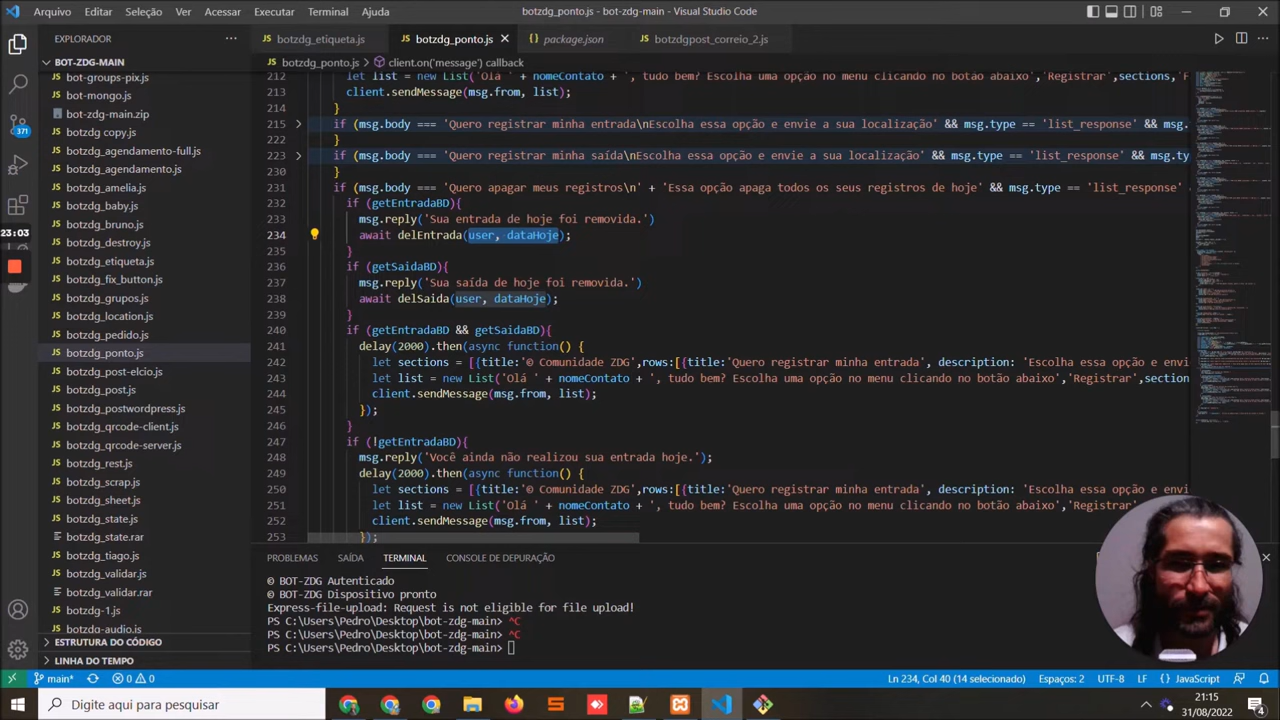 Arquivo Editar Seleção Ver Acessar Executar Terminal Ajuda
botzdg_ponto.js - bot-zdg-main - Visual Studio Code
EXPLORADOR
botzdg_etiqueta.js
botzdg_ponto.js
package.json
botzdgpost_correio_2.js
BOT-ZDG-MAIN
botzdg_ponto.js > client.on('message') callback
bot-groups-pix.js
bot-mongo.js
bot-zdg-main.zip
botzdg copy.js
botzdg_agendamento-full.js
botzdg_agendamento.js
botzdg_amelia.js
botzdg_baby.js
botzdg_bruno.js
botzdg_destroy.js
botzdg_etiqueta.js
botzdg_fix_button.js
botzdg_grupos.js
botzdg_location.js
botzdg_pedido.js
botzdg_ponto.js
botzdg_post-elcio.js
botzdg_post.js
botzdg_postwordpress.js
botzdg_qrcode-client.js
botzdg_qrcode-server.js
botzdg_rest.js
botzdg_scrap.js
botzdg_sheet.js
botzdg_state.js
botzdg_state.rar
botzdg_tiago.js
botzdg_validar.js
botzdg_validar.rar
botzdg-1.js
botzdg-audio.js
ESTRUTURA DO CÓDIGO
LINHA DO TEMPO
371
23:03
212 let list = new List('Olá ' + nomeContato + ', tudo bem? Escolha uma opção no menu clicando no botão abaixo','Registrar',sections,'F
213 client.sendMessage(msg.from, list);
214 }
215 if (msg.body === 'Quero registrar minha entrada\nEscolha essa opção e envie a sua localização' && msg.type == 'list_response' && msg.
222 }
223 if (msg.body === 'Quero registrar minha saída\nEscolha essa opção e envie a sua localização' && msg.type == 'list_response' && msg.ty
230 }
231 if (msg.body === 'Quero apagar meus registros\n' + 'Essa opção apaga todos os seus registros de hoje' && msg.type == 'list_response'
232 if (getEntradaBD){
233 msg.reply('Sua entrada de hoje foi removida.')
234 await delEntrada(user, dataHoje);
235 }
236 if (getSaidaBD){
237 msg.reply('sua saída de hoje foi removida.')
238 await delsaida(user, dataHoje);
239 }
240 if (getEntradaBD && getSaidaBD){
241 delay(2000).then(async function() {
242 let sections = [{title:'© Comunidade ZDG',rows:[{title:'Quero registrar minha entrada', description: 'Escolha essa opção e envi
243 let list = new List('Olá ' + nomeContato + ', tudo bem? Escolha uma opção no menu clicando no botão abaixo','Registrar',section
244 client.sendMessage(msg.from, list);
245 });
246 }
247 if (!getEntradaBD){
248 msg.reply('Você ainda não realizou sua entrada hoje.');
249 delay(2000).then(async function() {
250 let sections = [{title:'© Comunidade ZDG',rows:[{title:'Quero registrar minha entrada', description: 'Escolha essa opção e envi
251 let list = new List('Olá ' + nomeContato + ', tudo bem? Escolha uma opção no menu clicando no botão abaixo','Registrar'
252 client.sendMessage(msg.from, list);
253 });
PROBLEMAS SAÍDA TERMINAL CONSOLE DE DEPURAÇÃO
© BOT-ZDG Autenticado
© BOT-ZDG Dispositivo pronto
Express-file-upload: Request is not eligible for file upload!
PS C:\Users\Pedro\Desktop\bot-zdg-main> ^C
PS C:\Users\Pedro\Desktop\bot-zdg-main> ^C
PS C:\Users\Pedro\Desktop\bot-zdg-main>
main* 0 0
Ln 234, Col 40 (14 selecionado) Espaços: 2 UTF-8 LF JavaScript
Digite aqui para pesquisar
21:15
31/08/2022
4